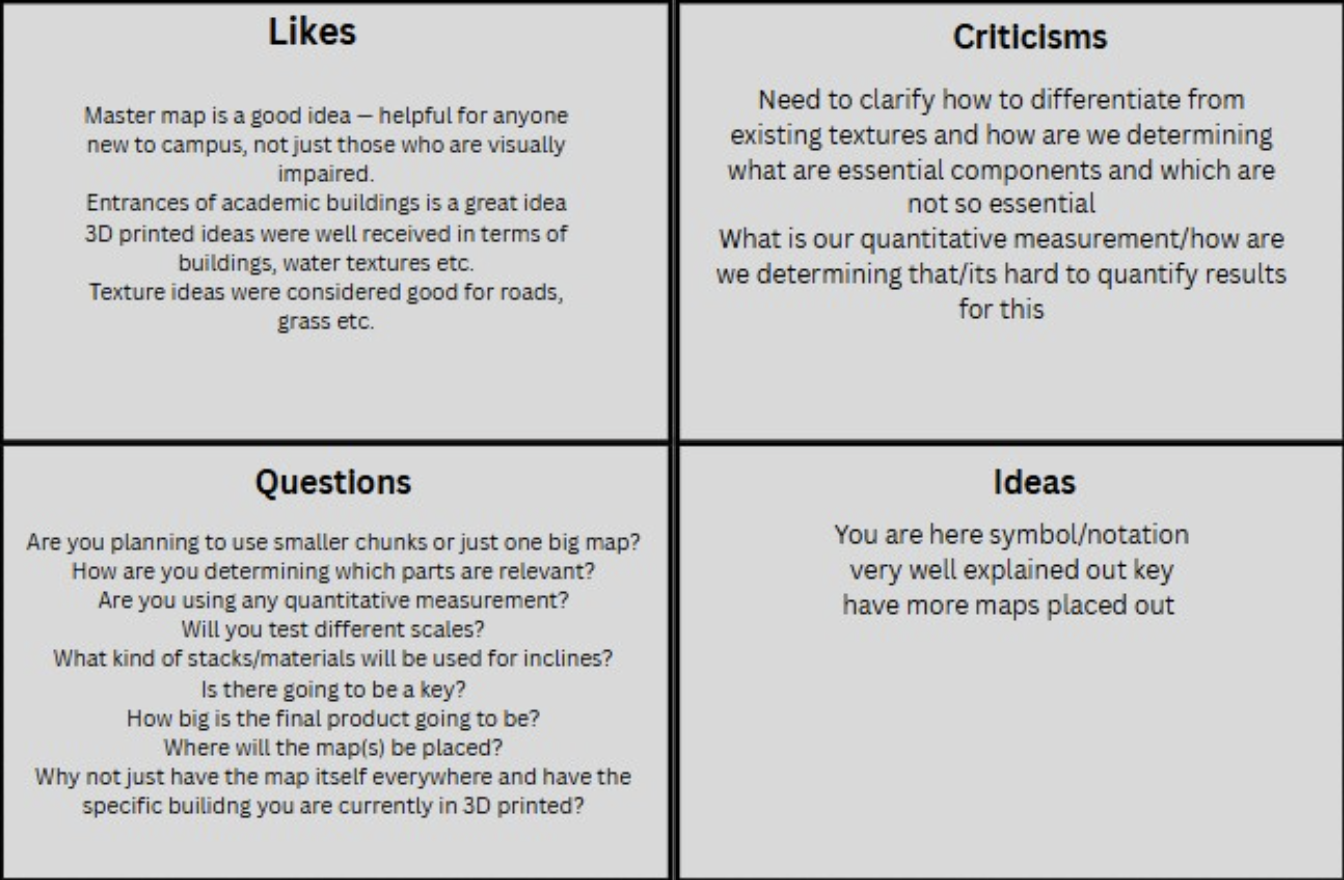 Likes
Master map is a good idea — helpful for anyone
new to campus, not just those who are visually
impaired.
Entrances of academic buildings is a great idea
3D printed ideas were well received in terms of
buildings, water textures etc.
Texture ideas were considered good for roads,
grass etc.
Criticisms
Need to clarify how to differentiate from
existing textures and how are we determining
what are essential components and which are
not so essential
What is our quantitative measurement/how are
we determining that/its hard to quantify results
for this
Questions
Are you planning to use smaller chunks or just one big map?
How are you determining which parts are relevant?
Are you using any quantitative measurement?
Will you test different scales?
What kind of stacks/materials will be used for inclines?
Is there going to be a key?
How big is the final product going to be?
Where will the map(s) be placed?
Why not just have the map itself everywhere and have the
specific builidng you are currently in 3D printed?
Ideas
You are here symbol/notation
very well explained out key
have more maps placed out